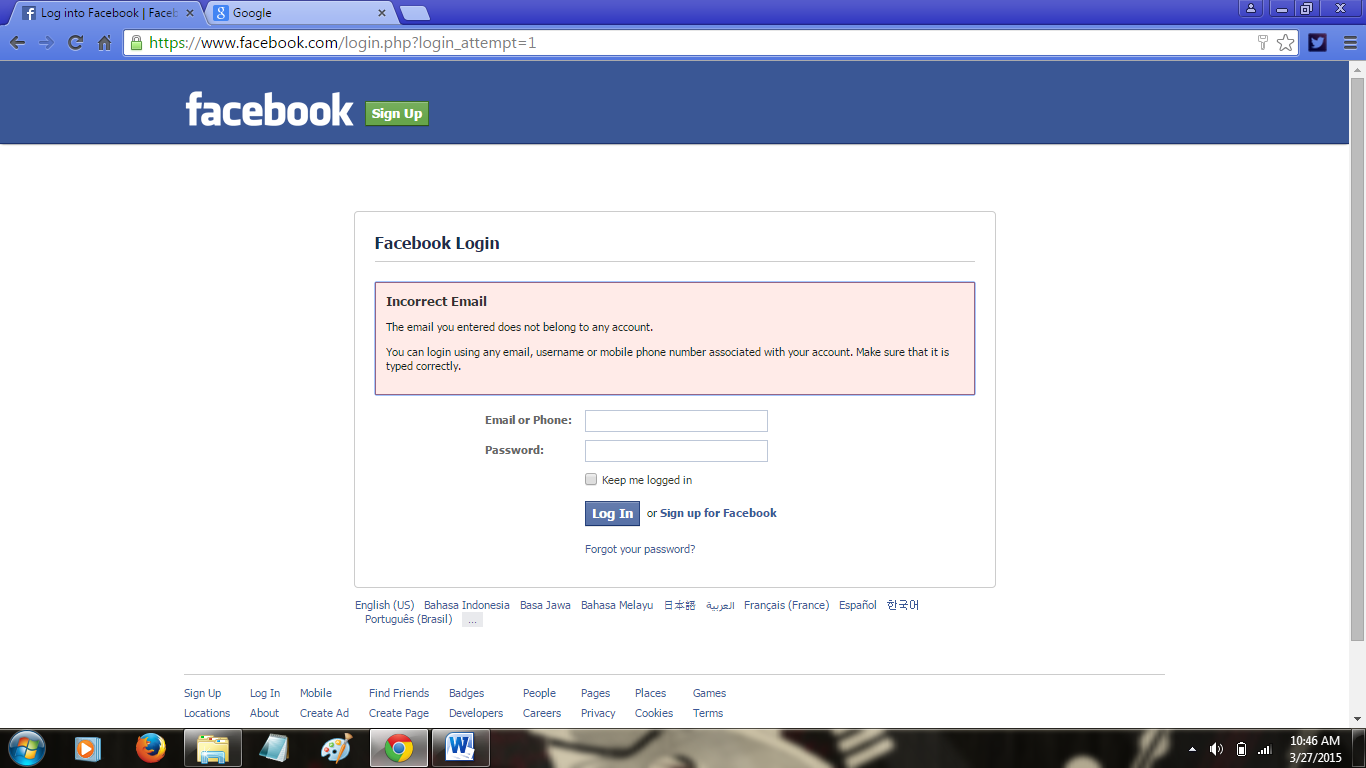 Log into Facebook | Faceb
Google
https://www.facebook.com/login.php?login_attempt=1
facebook Sign Up
Facebook Login
Incorrect Email
The email you entered does not belong to any account.
You can login using any email, username or mobile phone number associated with your account. Make sure that it is
typed correctly.
Email or Phone:
Password:
Keep me logged in
Log In or Sign up for Facebook
Forgot your password?
English (US) Bahasa Indonesia Basa Jawa Bahasa Melayu 日本語 العربية Français (France) Español 한국어
Português (Brasil) ...
Sign Up Log In Mobile Find Friends Badges People Pages Places Games
Locations About Create Ad Create Page Developers Careers Privacy Cookies Terms
10:46 AM
3/27/2015